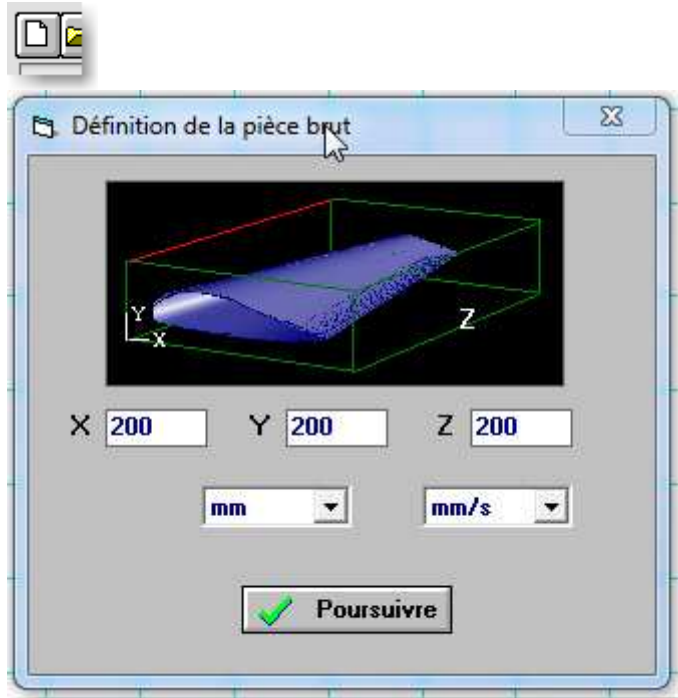 Définition de la pièce brut
Y
X
Z
X 200 Y 200 Z 200
mm mm/s
Poursuivre